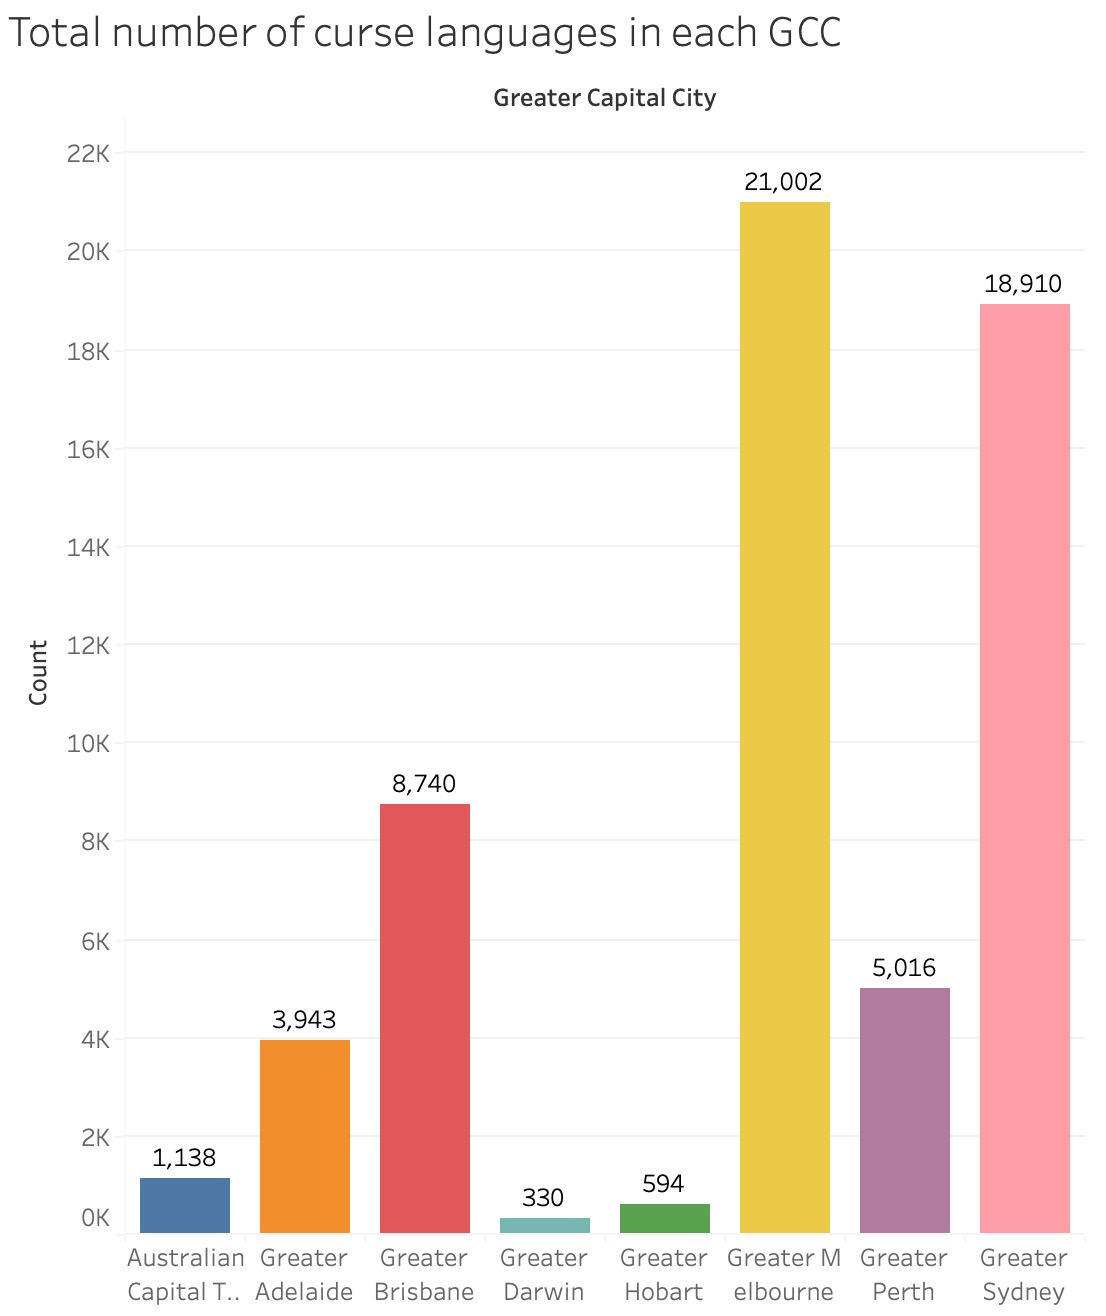 Total number of curse languages in each GCC
Greater Capital City
22K
20K
18K
16K
14K
12K
10K
8K
6K
4K
2K
0K
Count
1,138
3,943
8,740
330
594
21,002
5,016
18,910
Australian
Capital T..
Greater
Adelaide
Greater
Brisbane
Greater
Darwin
Greater
Hobart
Greater M
elbourne
Greater
Perth
Greater
Sydney